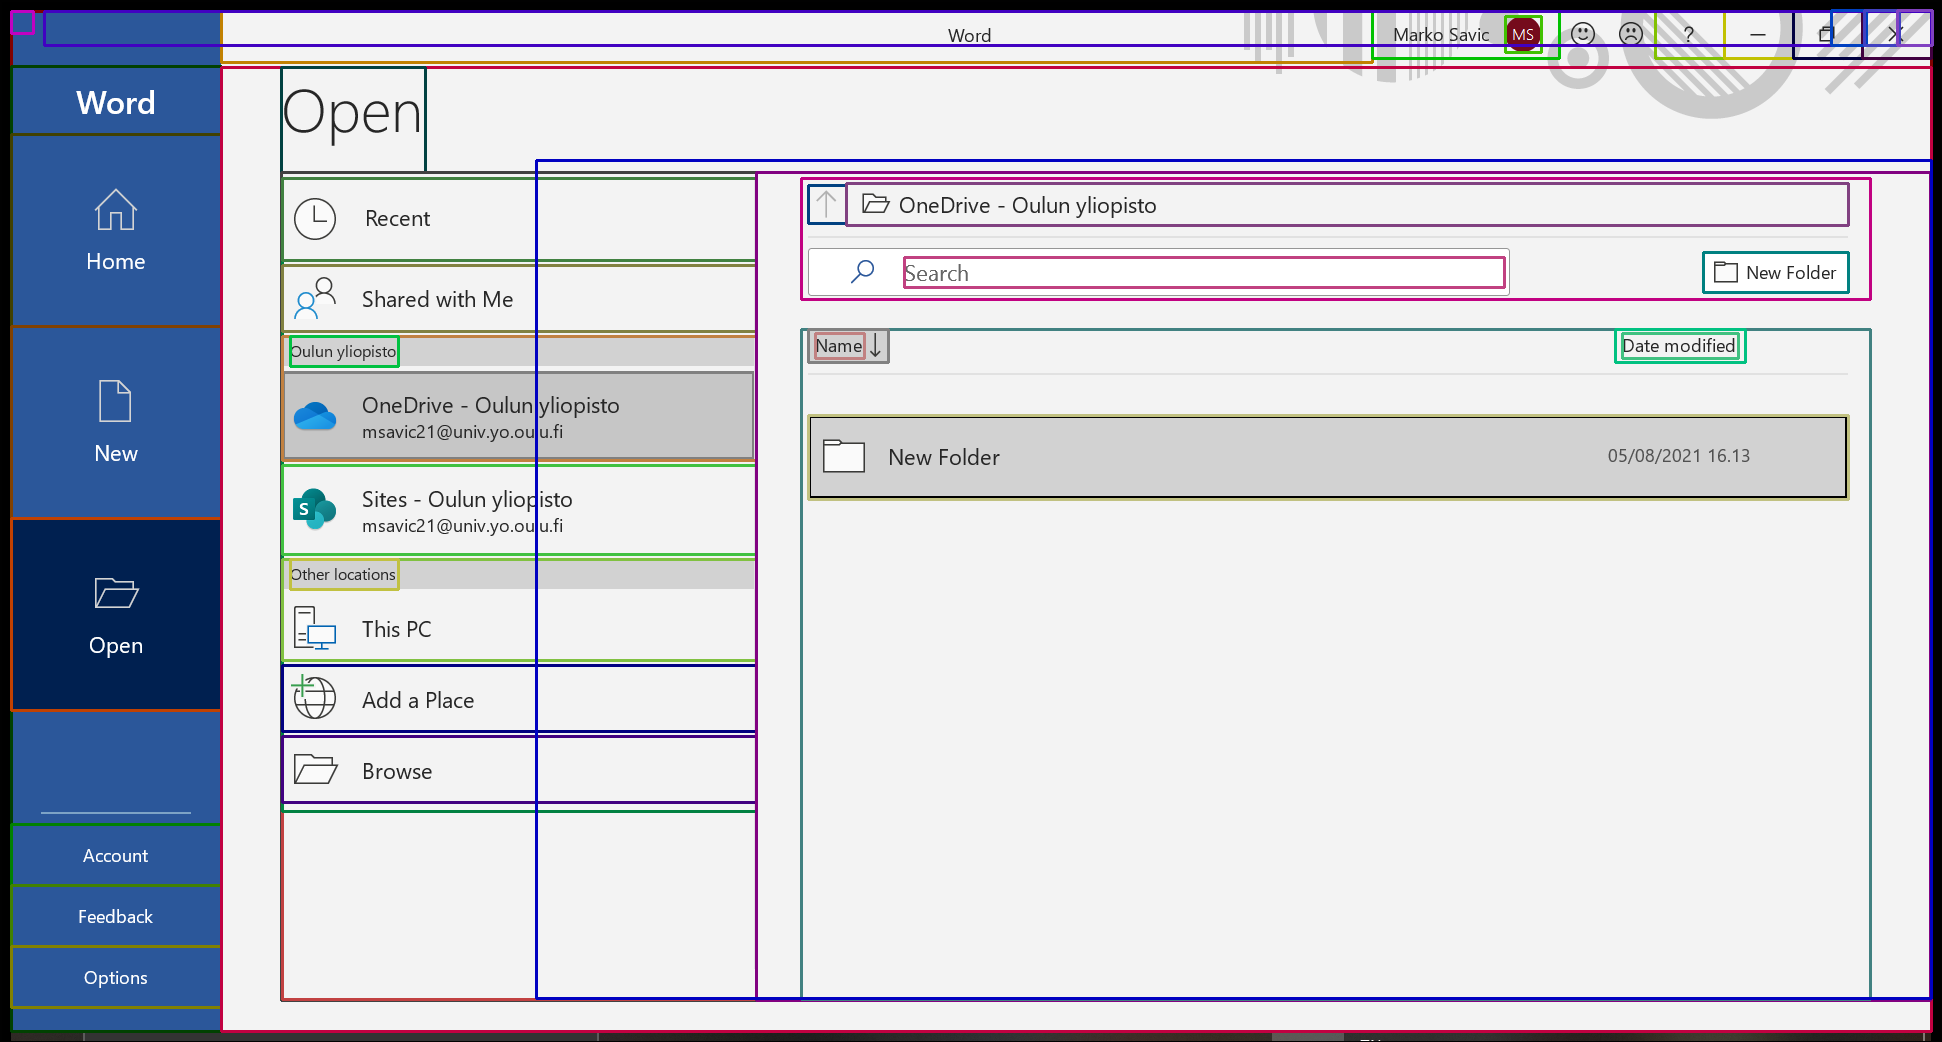 Word
Marko Savic
MS
?
Word
Open
Home
New
Open
Account
Feedback
Options
Recent
Shared with Me
Oulun yliopisto
OneDrive - Oulun yliopisto
msavic21@univ.yo.oulu.fi
S
Sites - Oulun yliopisto
msavic21@univ.yo.oulu.fi
Other locations
This PC
Add a Place
Browse
OneDrive - Oulun yliopisto
Search
New Folder
Name
Date modified
New Folder
05/08/2021 16.13